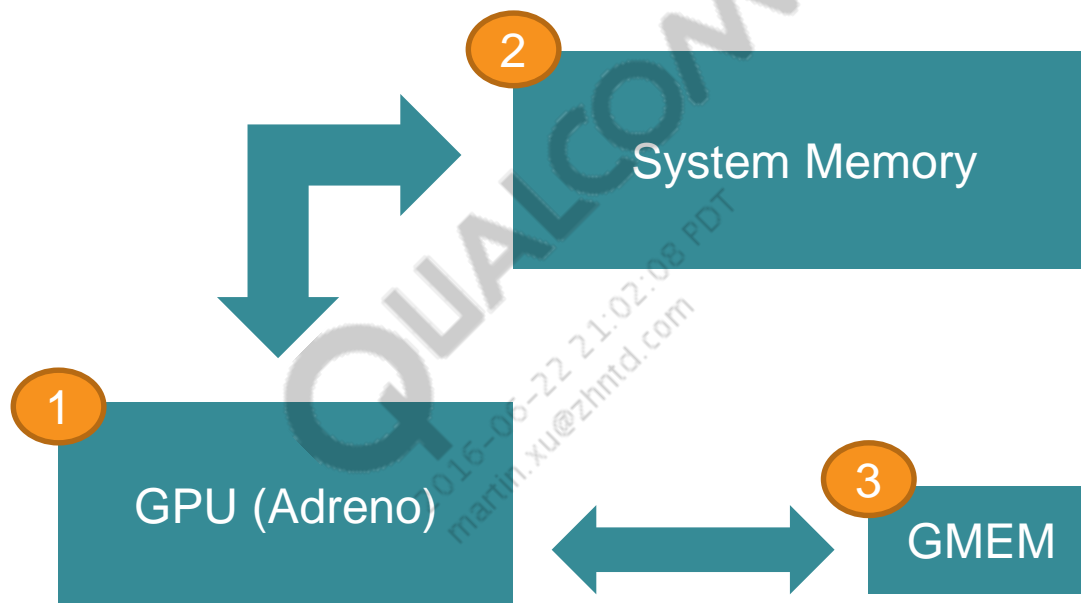 2
System Memory
QUALCOM
2016-06-22 21:02:08 PDT
martin.xu@zhntd.com
1
GPU (Adreno)
3
GMEM